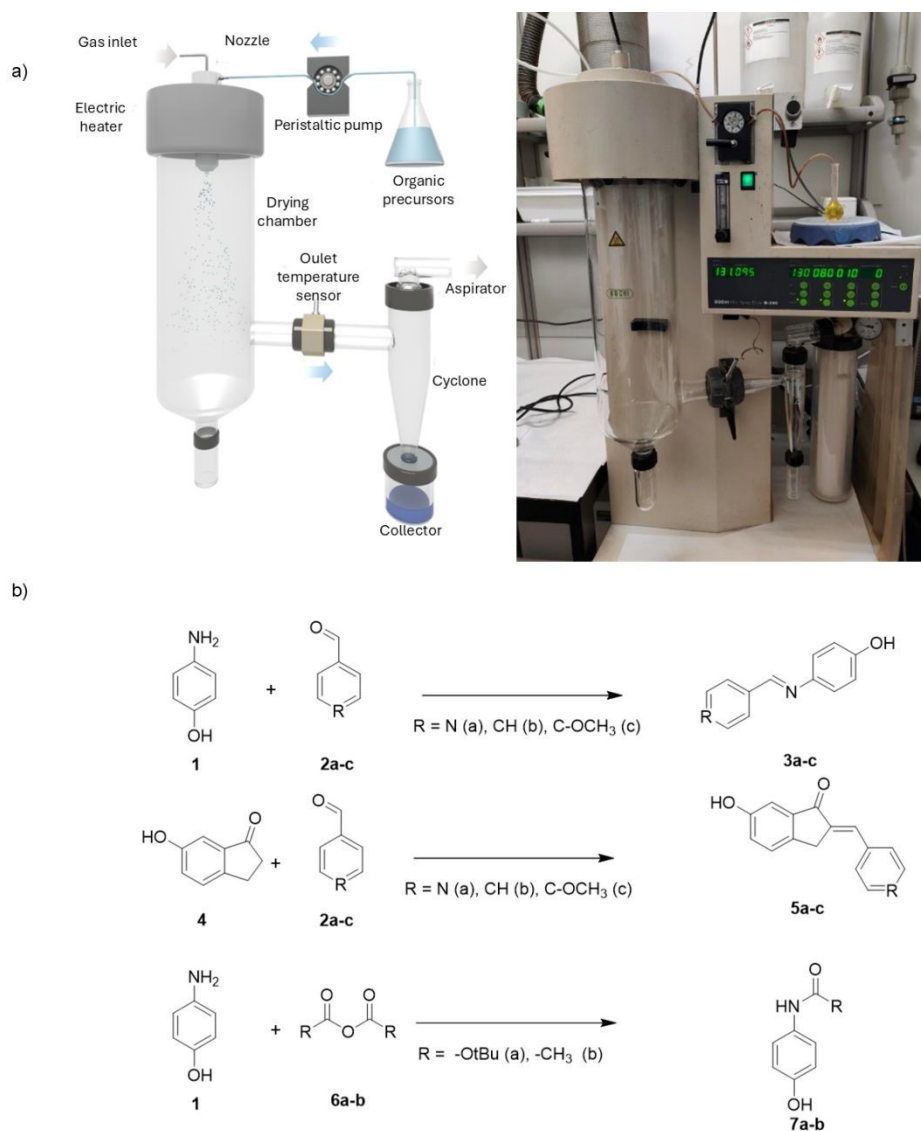 a)
Gas inlet
Nozzle
Electric
heater
Peristaltic pump
Organic
precursors
Drying
chamber
Oulet
temperature
sensor
Aspirator
Cyclone
Collector
BUCHI
b)
NH2
OH
1
+
O
R
2a-c
R = N (a), CH (b), C-OCH3 (c)
OH
N
R
3a-c
HO
O
4
+
O
R
2a-c
R = N (a), CH (b), C-OCH3 (c)
HO
O
R
5a-c
NH2
OH
1
+
O O
R O R
6a-b
R = -OtBu (a), -CH3 (b)
O
HN R
OH
7a-b